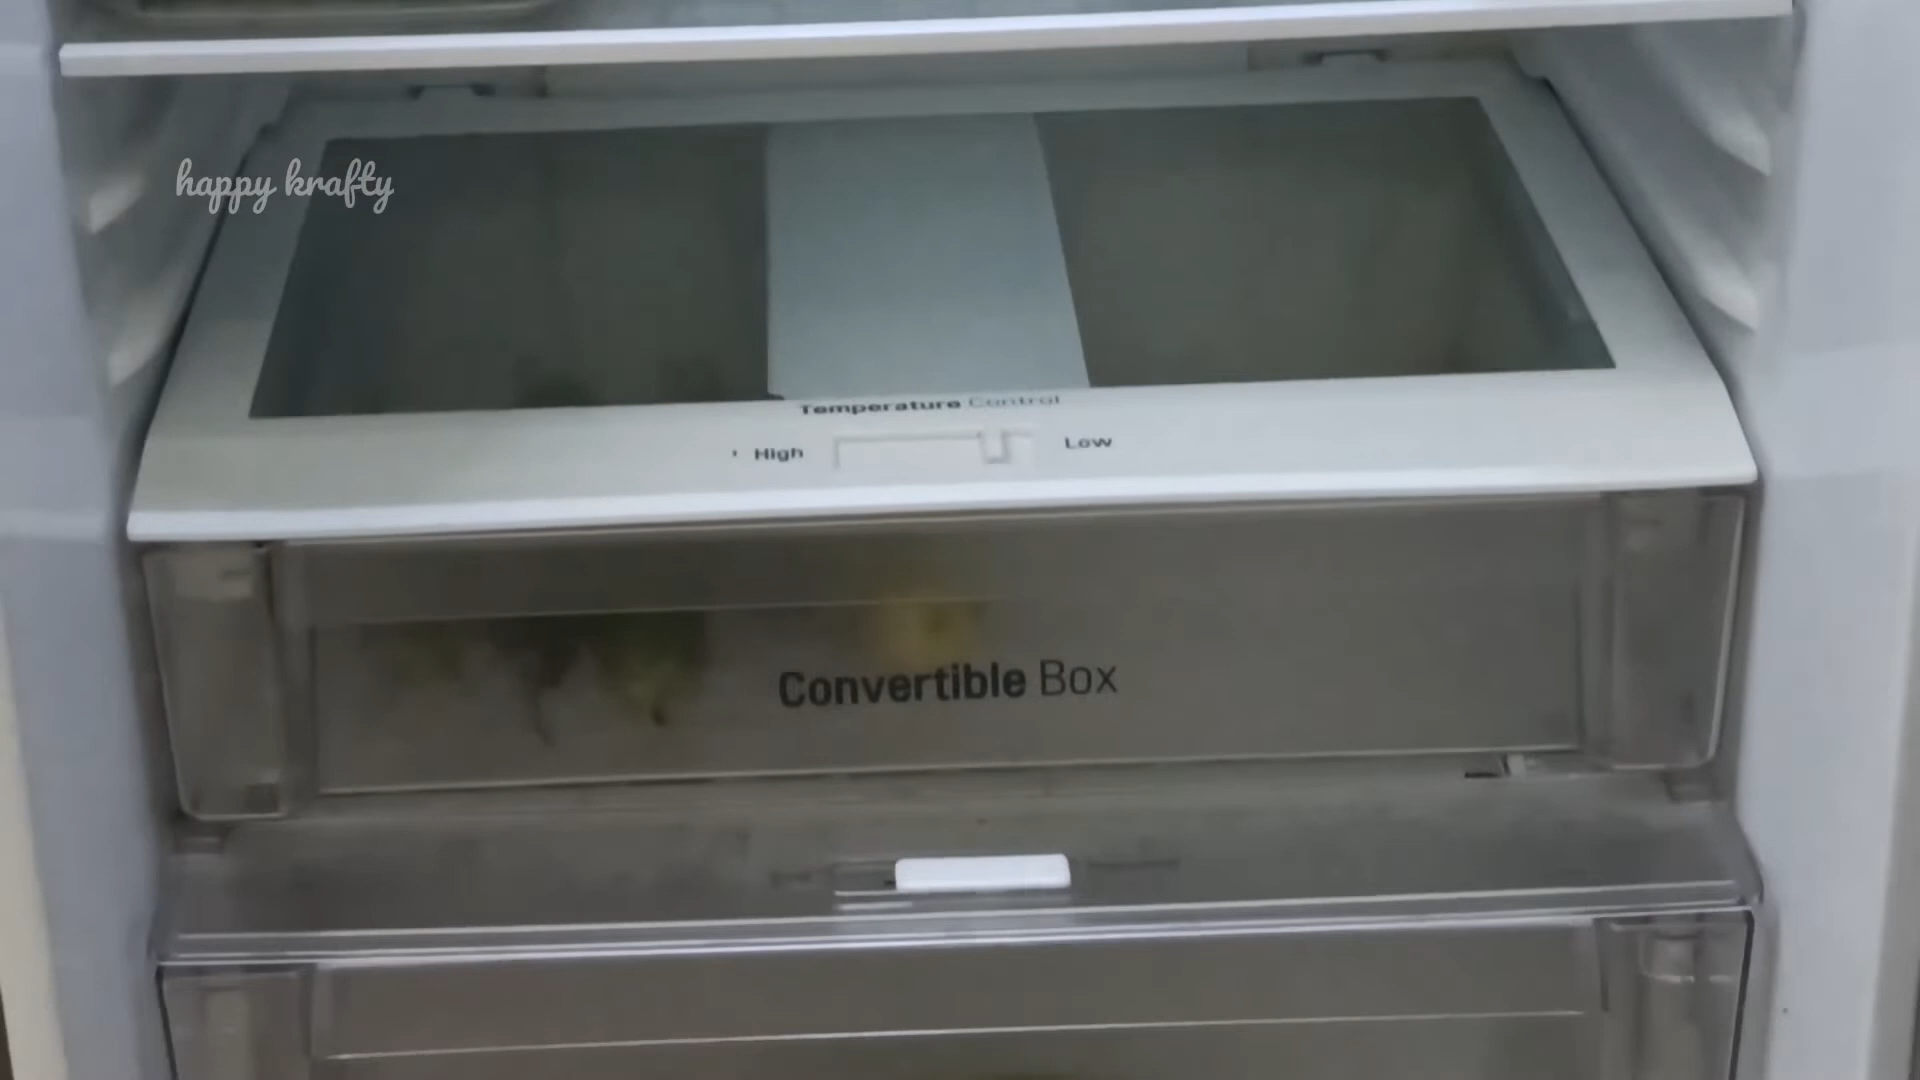 happy krafty
Temperature Control
High Low
Convertible Box